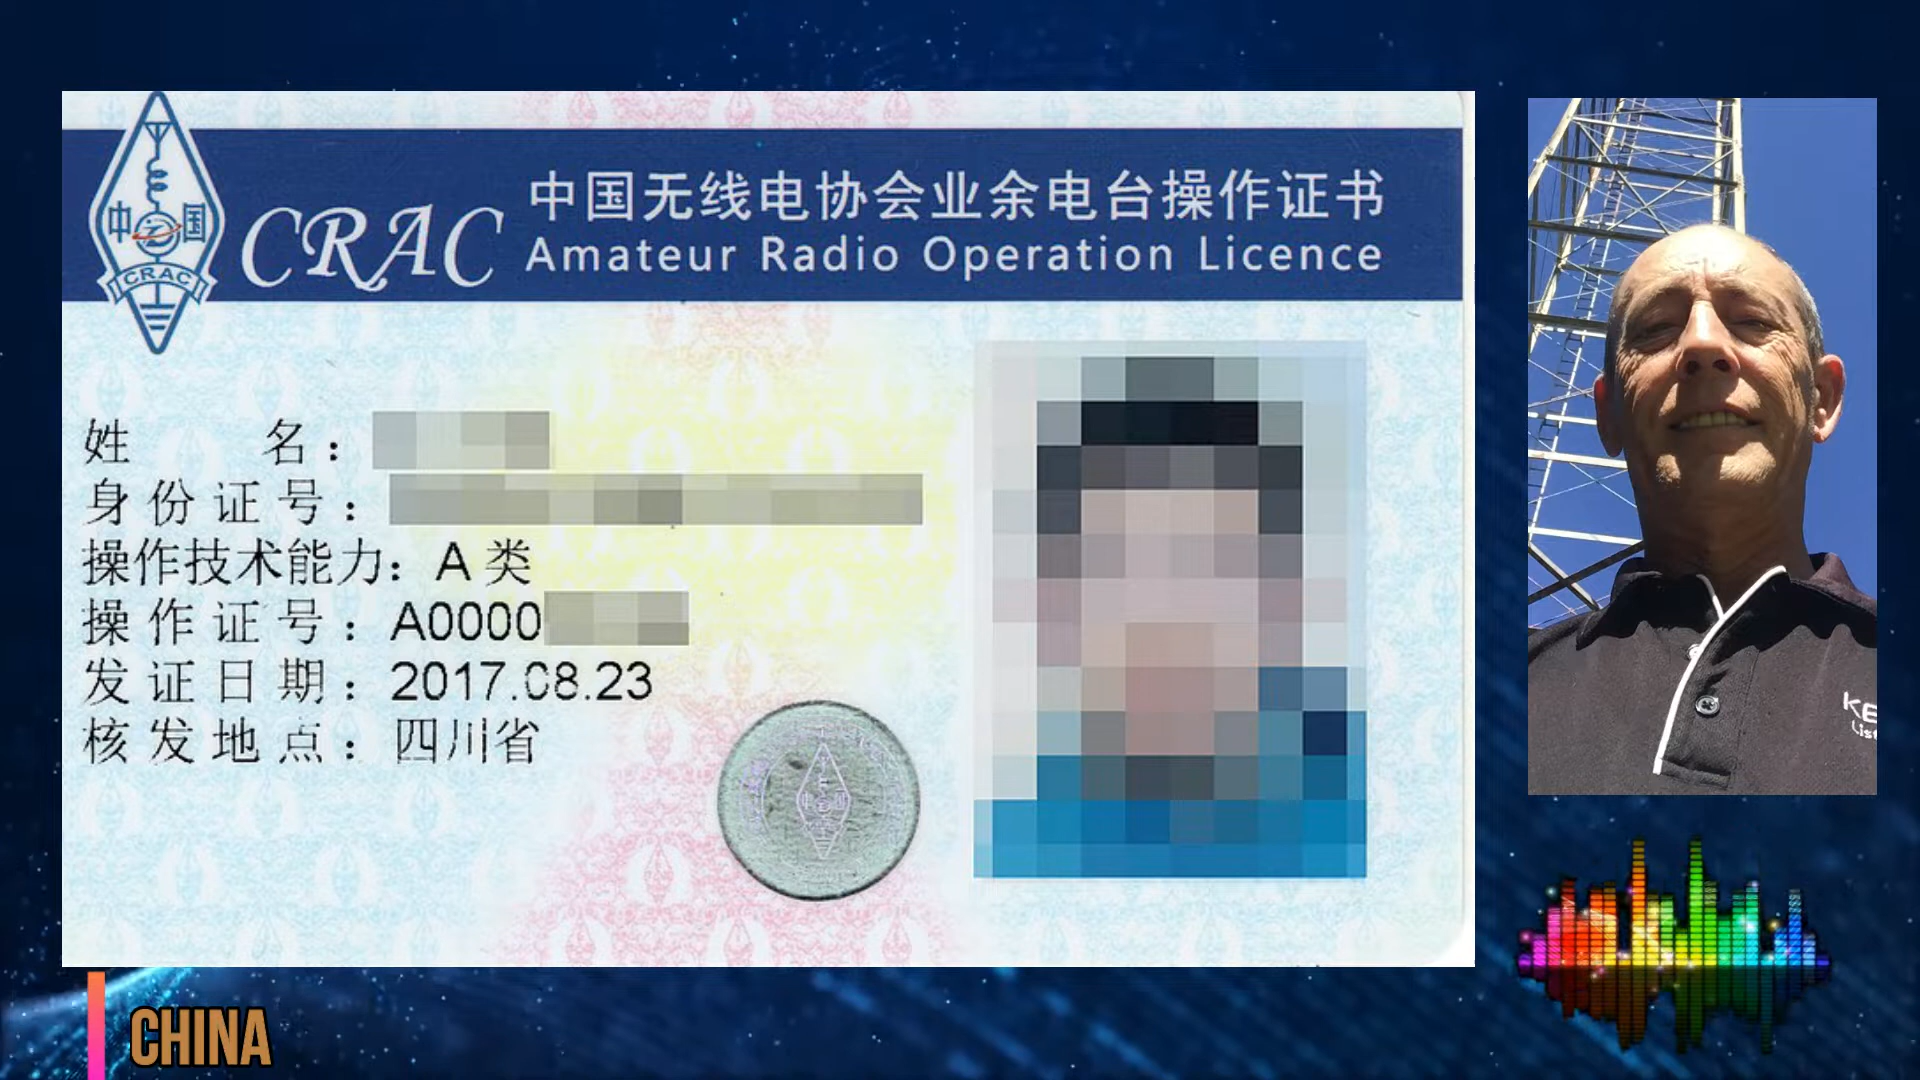 中国
CRAC
CRAC
中国无线电协会业余电台操作证书
Amateur Radio Operation Licence
姓 名：
身份证号：
操作技术能力：A 类
操作证号：A0000
发证日期：2017.08.23
核发地点：四川省
CHINA